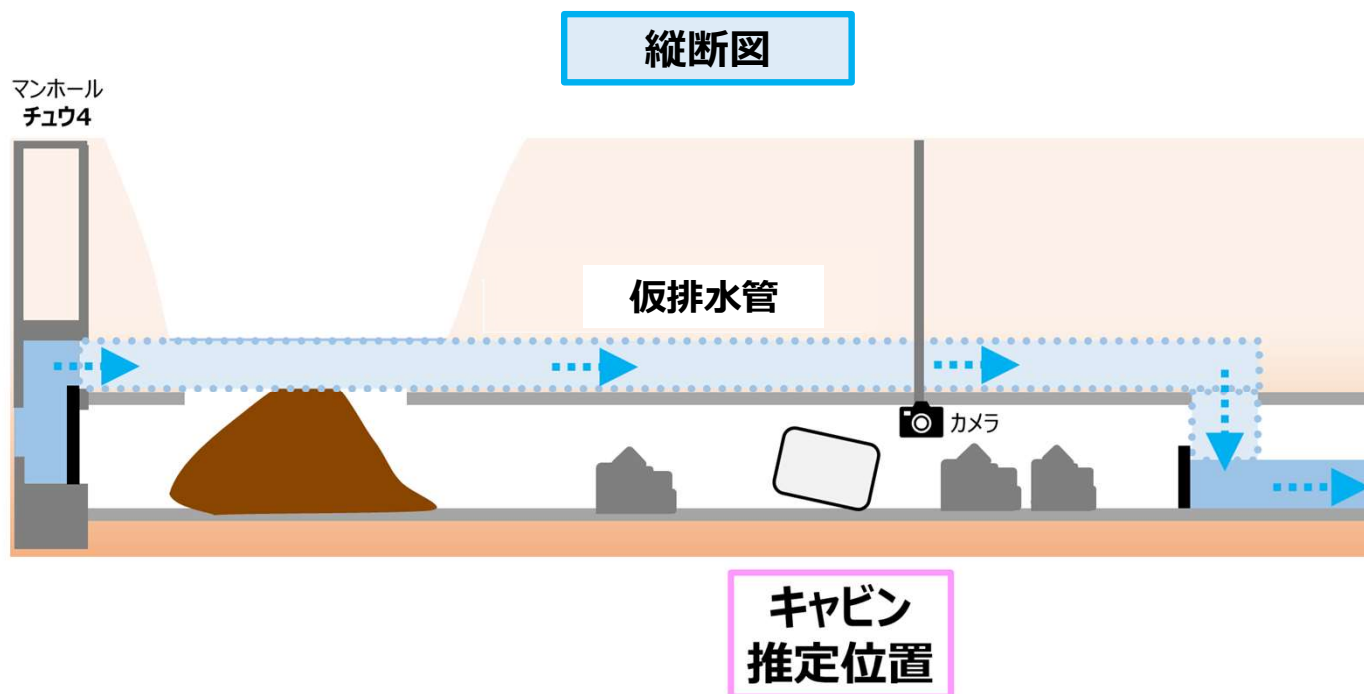 縦断図
マンホール
チュウ4
仮排水管
カメラ
キャビン
推定位置